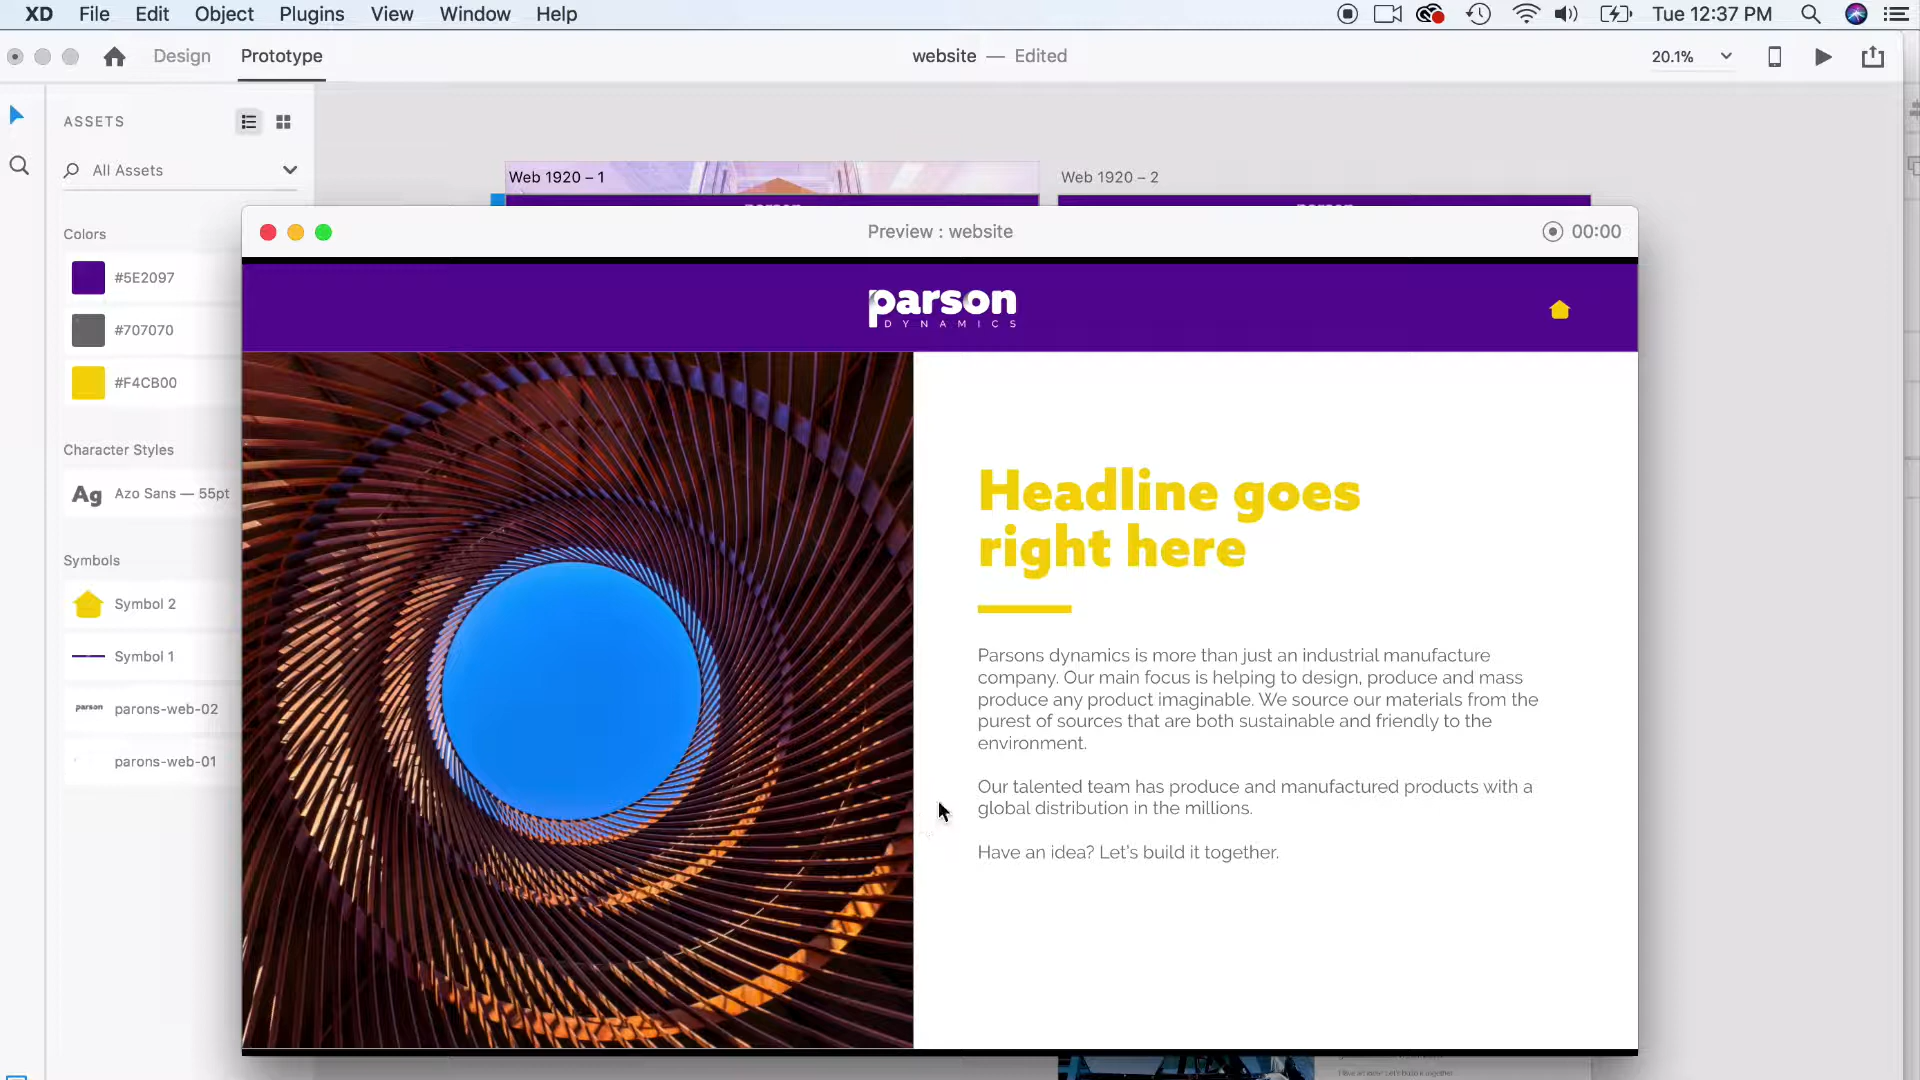 XD File Edit Object Plugins View Window Help Tue 12:37 PM
Design Prototype website — Edited 20.1%
ASSETS
All Assets
Web 1920 – 1 Web 1920 – 2
Colors
#5E2097
#707070
#F4CB00
Character Styles
Ag Azo Sans — 55pt
Symbols
Symbol 2
Symbol 1
parson parons-web-02
parons-web-01
Preview : website 00:00
parson
DYNAMICS
Headline goes
right here
Parsons dynamics is more than just an industrial manufacture
company. Our main focus is helping to design, produce and mass
produce any product imaginable. We source our materials from the
purest of sources that are both sustainable and friendly to the
environment.
Our talented team has produce and manufactured products with a
global distribution in the millions.
Have an idea? Let's build it together.